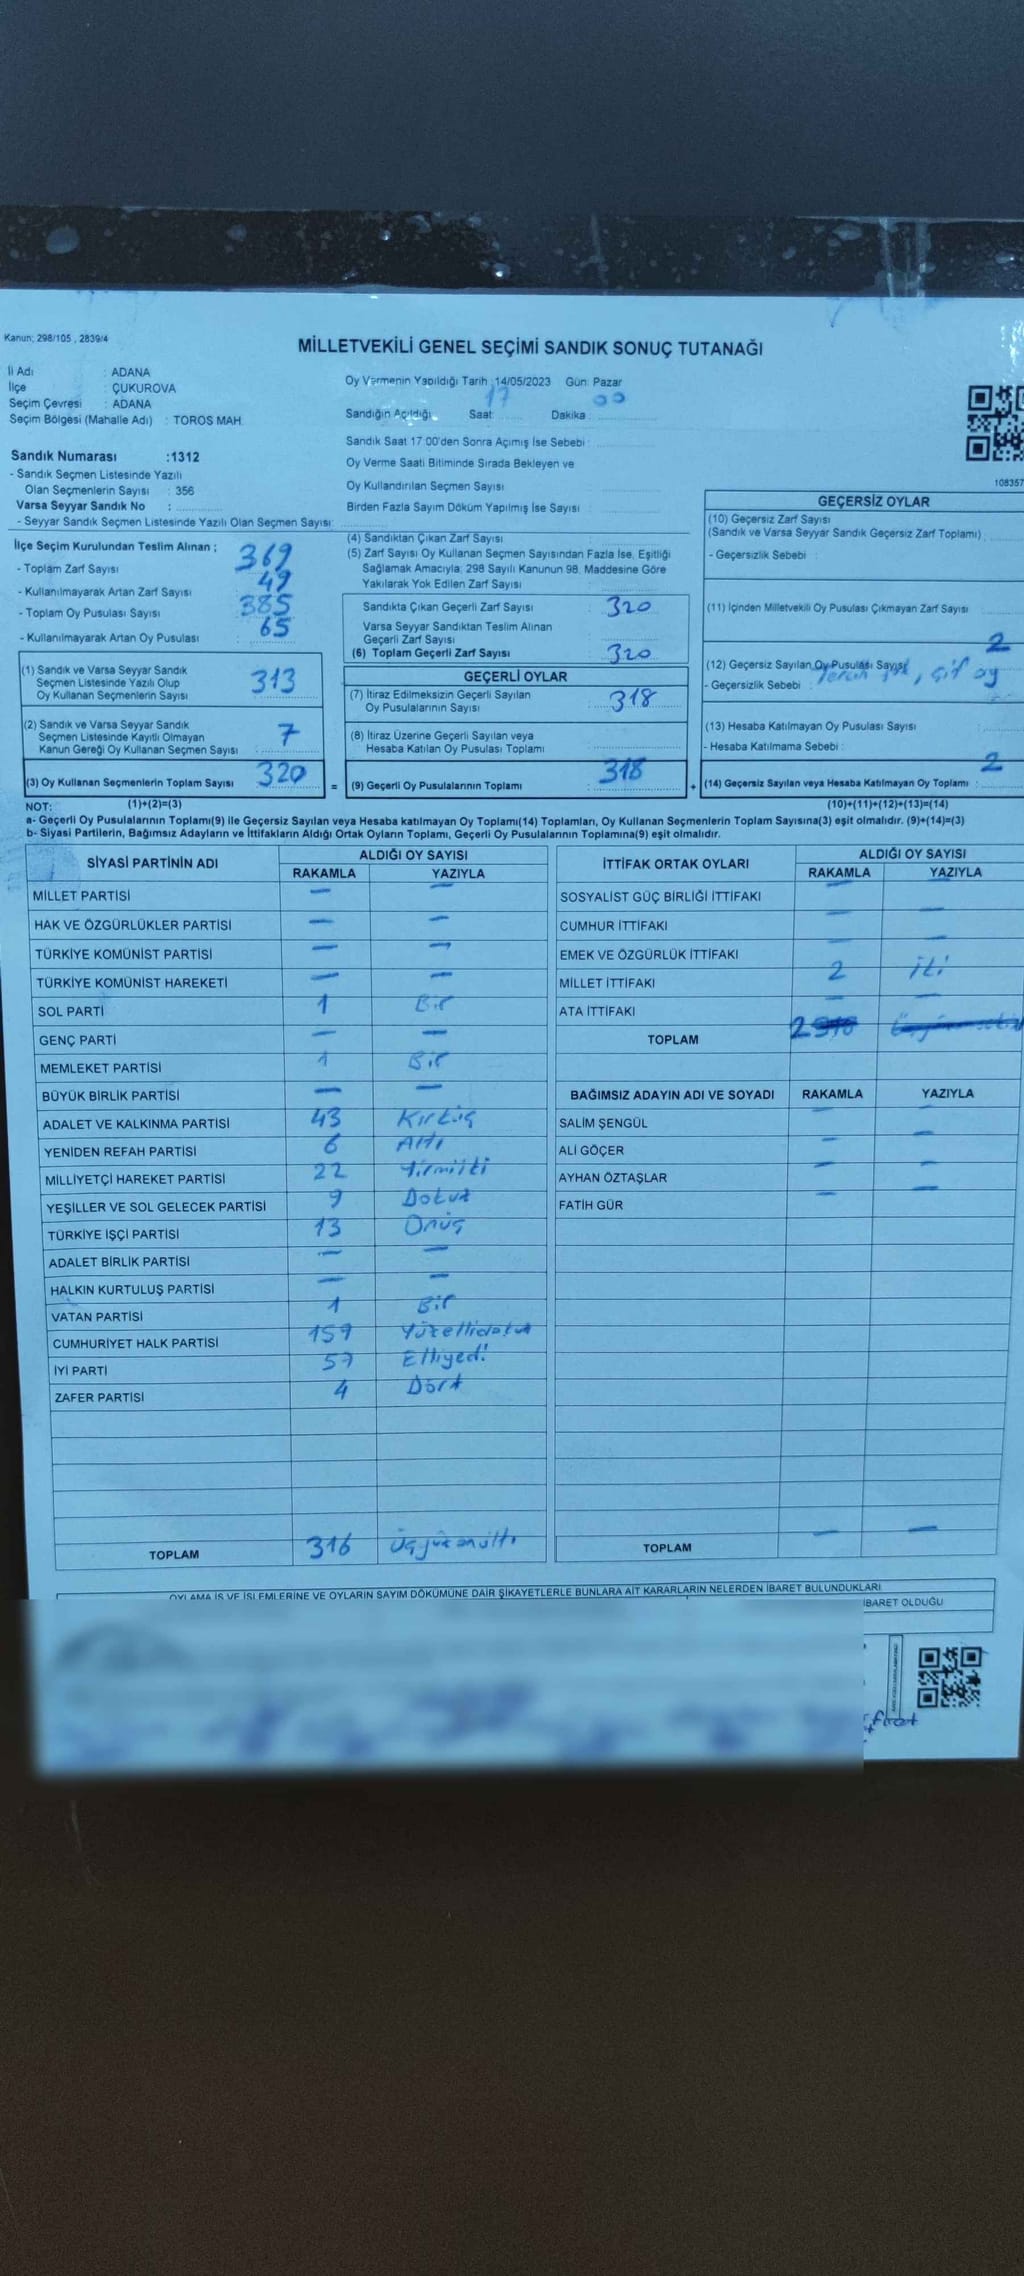 Kanun; 298/105 , 2839/4
MİLLETVEKİLİ GENEL SEÇİMİ SANDIK SONUÇ TUTANAĞI
İl Adı : ADANA
İlçe : ÇUKUROVA
Seçim Çevresi : ADANA
Seçim Bölgesi (Mahalle Adı) : TOROS MAH.
Sandık Numarası :1312
- Sandık Seçmen Listesinde Yazılı
Olan Seçmenlerin Sayısı : 356
Varsa Seyyar Sandık No :
- Seyyar Sandık Seçmen Listesinde Yazılı Olan Seçmen Sayısı:
Oy Vermenin Yapıldığı Tarih :14/05/2023 Gün: Pazar
Sandığın Açıldığı Saat: 17 Dakika : 00
Sandık Saat 17:00'den Sonra Açımış İse Sebebi :
Oy Verme Saati Bitiminde Sırada Bekleyen ve
Oy Kullandırılan Seçmen Sayısı
Birden Fazla Sayım Döküm Yapılmış İse Sayısı :
108357
İlçe Seçim Kurulundan Teslim Alınan ;
- Toplam Zarf Sayısı 369
- Kullanılmayarak Artan Zarf Sayısı : 49
- Toplam Oy Pusulası Sayısı : 385
- Kullanılmayarak Artan Oy Pusulası : 65
(1) Sandık ve Varsa Seyyar Sandık
Seçmen Listesinde Yazılı Olup
Oy Kullanan Seçmenlerin Sayısı 313
(2) Sandık ve Varsa Seyyar Sandık
Seçmen Listesinde Kayıtlı Olmayan
Kanun Gereği Oy Kullanan Seçmen Sayısı : 7
(3) Oy Kullanan Seçmenlerin Toplam Sayısı : 320
(4) Sandıktan Çıkan Zarf Sayısı :
(5) Zarf Sayısı Oy Kullanan Seçmen Sayısından Fazla İse, Eşitliği
Sağlamak Amacıyla; 298 Sayılı Kanunun 98. Maddesine Göre
Yakılarak Yok Edilen Zarf Sayısı :
Sandıkta Çıkan Geçerli Zarf Sayısı : 320
Varsa Seyyar Sandıktan Teslim Alınan
Geçerli Zarf Sayısı :
(6) Toplam Geçerli Zarf Sayısı : 320
GEÇERLİ OYLAR
(7) İtiraz Edilmeksizin Geçerli Sayılan
Oy Pusulalarının Sayısı : 318
(8) İtiraz Üzerine Geçerli Sayılan veya
Hesaba Katılan Oy Pusulası Toplamı :
= (9) Geçerli Oy Pusulalarının Toplamı : 318
GEÇERSİZ OYLAR
(10) Geçersiz Zarf Sayısı
(Sandık ve Varsa Seyyar Sandık Geçersiz Zarf Toplamı) :
- Geçersizlik Sebebi :
(11) İçinden Milletvekili Oy Pusulası Çıkmayan Zarf Sayısı :
(12) Geçersiz Sayılan Oy Pusulası Sayısı 2
- Geçersizlik Sebebi : , çif oy
(13) Hesaba Katılmayan Oy Pusulası Sayısı :
- Hesaba Katılmama Sebebi :
+ (14) Geçersiz Sayılan veya Hesaba Katılmayan Oy Toplamı : 2
NOT: (1)+(2)=(3) (10)+(11)+(12)+(13)=(14)
a- Geçerli Oy Pusulalarının Toplamı(9) ile Geçersiz Sayılan veya Hesaba katılmayan Oy Toplamı(14) Toplamları, Oy Kullanan Seçmenlerin Toplam Sayısına(3) eşit olmalıdır. (9)+(14)=(3)
b- Siyasi Partilerin, Bağımsız Adayların ve İttifakların Aldığı Ortak Oyların Toplamı, Geçerli Oy Pusulalarının Toplamına(9) eşit olmalıdır.
SİYASİ PARTİNİN ADI ALDIĞI OY SAYISI
RAKAMLA YAZIYLA
MİLLET PARTİSİ — —
HAK VE ÖZGÜRLÜKLER PARTİSİ — —
TÜRKİYE KOMÜNİST PARTİSİ — —
TÜRKİYE KOMÜNİST HAREKETİ — —
SOL PARTİ 1 Bir
GENÇ PARTİ — —
MEMLEKET PARTİSİ 1 Bir
BÜYÜK BİRLİK PARTİSİ — —
ADALET VE KALKINMA PARTİSİ 43 Kırküç
YENİDEN REFAH PARTİSİ 6 Altı
MİLLİYETÇİ HAREKET PARTİSİ 22 Yirmiiki
YEŞİLLER VE SOL GELECEK PARTİSİ 9 Dokuz
TÜRKİYE İŞÇİ PARTİSİ 13 Onüç
ADALET BİRLİK PARTİSİ — —
HALKIN KURTULUŞ PARTİSİ — —
VATAN PARTİSİ 1 Bir
CUMHURİYET HALK PARTİSİ 159 Yüzellidokuz
İYİ PARTİ 57 Elliyedi
ZAFER PARTİSİ 4 Dört
TOPLAM 316 Üçyüzonaltı
İTTİFAK ORTAK OYLARI ALDIĞI OY SAYISI
RAKAMLA YAZIYLA
SOSYALİST GÜÇ BİRLİĞİ İTTİFAKI — —
CUMHUR İTTİFAKI — —
EMEK VE ÖZGÜRLÜK İTTİFAKI — —
MİLLET İTTİFAKI 2 İki
ATA İTTİFAKI — —
TOPLAM 2
BAĞIMSIZ ADAYIN ADI VE SOYADI RAKAMLA YAZIYLA
SALİM ŞENGÜL — —
ALİ GÖÇER — —
AYHAN ÖZTAŞLAR — —
FATİH GÜR — —
TOPLAM — —
OYLAMA İŞ VE İŞLEMLERİNE VE OYLARIN SAYIM DÖKÜMÜNE DAİR ŞİKAYETLERLE BUNLARA AİT KARARLARIN NELERDEN İBARET BULUNDUKLARI
İBARET OLDUĞU